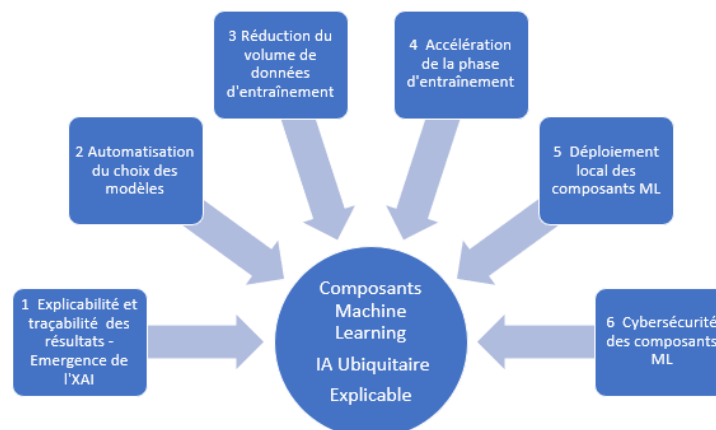 1 Explicabilité et
traçabilité des
résultats -
Emergence de
l'XAI
2 Automatisation
du choix des
modèles
3 Réduction du
volume de
données
d'entraînement
4 Accélération
de la phase
d'entraînement
5 Déploiement
local des
composants ML
6 Cybersécurité
des composants
ML
Composants
Machine
Learning
IA Ubiquitaire
Explicable